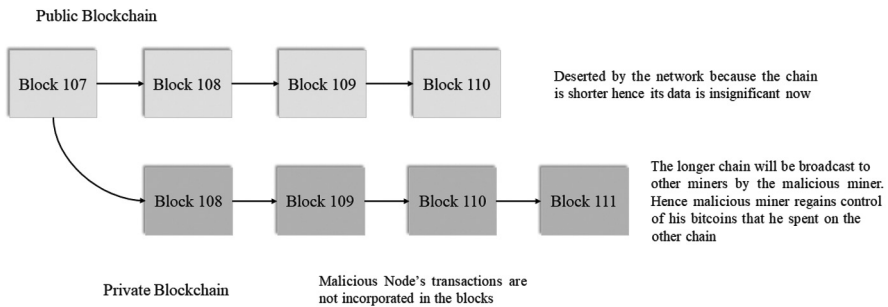 Public Blockchain
Block 107
Block 108
Block 109
Block 110
Deserted by the network because the chain
is shorter hence its data is insignificant now
Block 108
Block 109
Block 110
Block 111
The longer chain will be broadcast to
other miners by the malicious miner.
Hence malicious miner regains control
of his bitcoins that he spent on the
other chain
Private Blockchain
Malicious Node's transactions are
not incorporated in the blocks